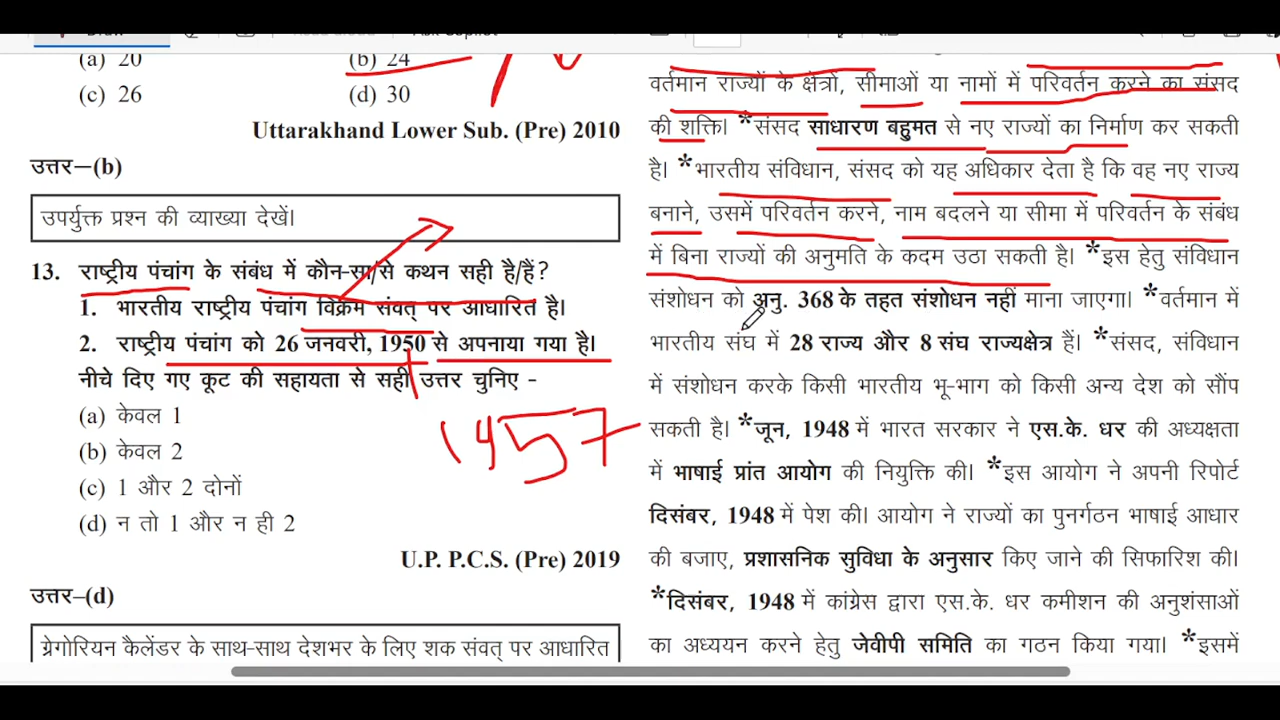 (a) 20
(b) 24
(c) 26
(d) 30
Uttarakhand Lower Sub. (Pre) 2010
उत्तर–(b)
उपर्युक्त प्रश्न की व्याख्या देखें।
13. राष्ट्रीय पंचांग के संबंध में कौन-सा/से कथन सही है/हैं?
1. भारतीय राष्ट्रीय पंचांग विक्रम संवत् पर आधारित है।
2. राष्ट्रीय पंचांग को 26 जनवरी, 1950 से अपनाया गया है।
नीचे दिए गए कूट की सहायता से सही उत्तर चुनिए -
(a) केवल 1
(b) केवल 2
(c) 1 और 2 दोनों
(d) न तो 1 और न ही 2
1957
U.P. P.C.S. (Pre) 2019
उत्तर–(d)
ग्रेगोरियन कैलेंडर के साथ-साथ देशभर के लिए शक संवत् पर आधारित
वर्तमान राज्यों के क्षेत्रों, सीमाओं या नामों में परिवर्तन करने का संसद
की शक्ति। *संसद साधारण बहुमत से नए राज्यों का निर्माण कर सकती
है। *भारतीय संविधान, संसद को यह अधिकार देता है कि वह नए राज्य
बनाने, उसमें परिवर्तन करने, नाम बदलने या सीमा में परिवर्तन के संबंध
में बिना राज्यों की अनुमति के कदम उठा सकती है। *इस हेतु संविधान
संशोधन को अनु. 368 के तहत संशोधन नहीं माना जाएगा। *वर्तमान में
भारतीय संघ में 28 राज्य और 8 संघ राज्यक्षेत्र हैं। *संसद, संविधान
में संशोधन करके किसी भारतीय भू-भाग को किसी अन्य देश को सौंप
सकती है। *जून, 1948 में भारत सरकार ने एस.के. धर की अध्यक्षता
में भाषाई प्रांत आयोग की नियुक्ति की। *इस आयोग ने अपनी रिपोर्ट
दिसंबर, 1948 में पेश की। आयोग ने राज्यों का पुनर्गठन भाषाई आधार
की बजाए, प्रशासनिक सुविधा के अनुसार किए जाने की सिफारिश की।
*दिसंबर, 1948 में कांग्रेस द्वारा एस.के. धर कमीशन की अनुशंसाओं
का अध्ययन करने हेतु जेवीपी समिति का गठन किया गया। *इसमें